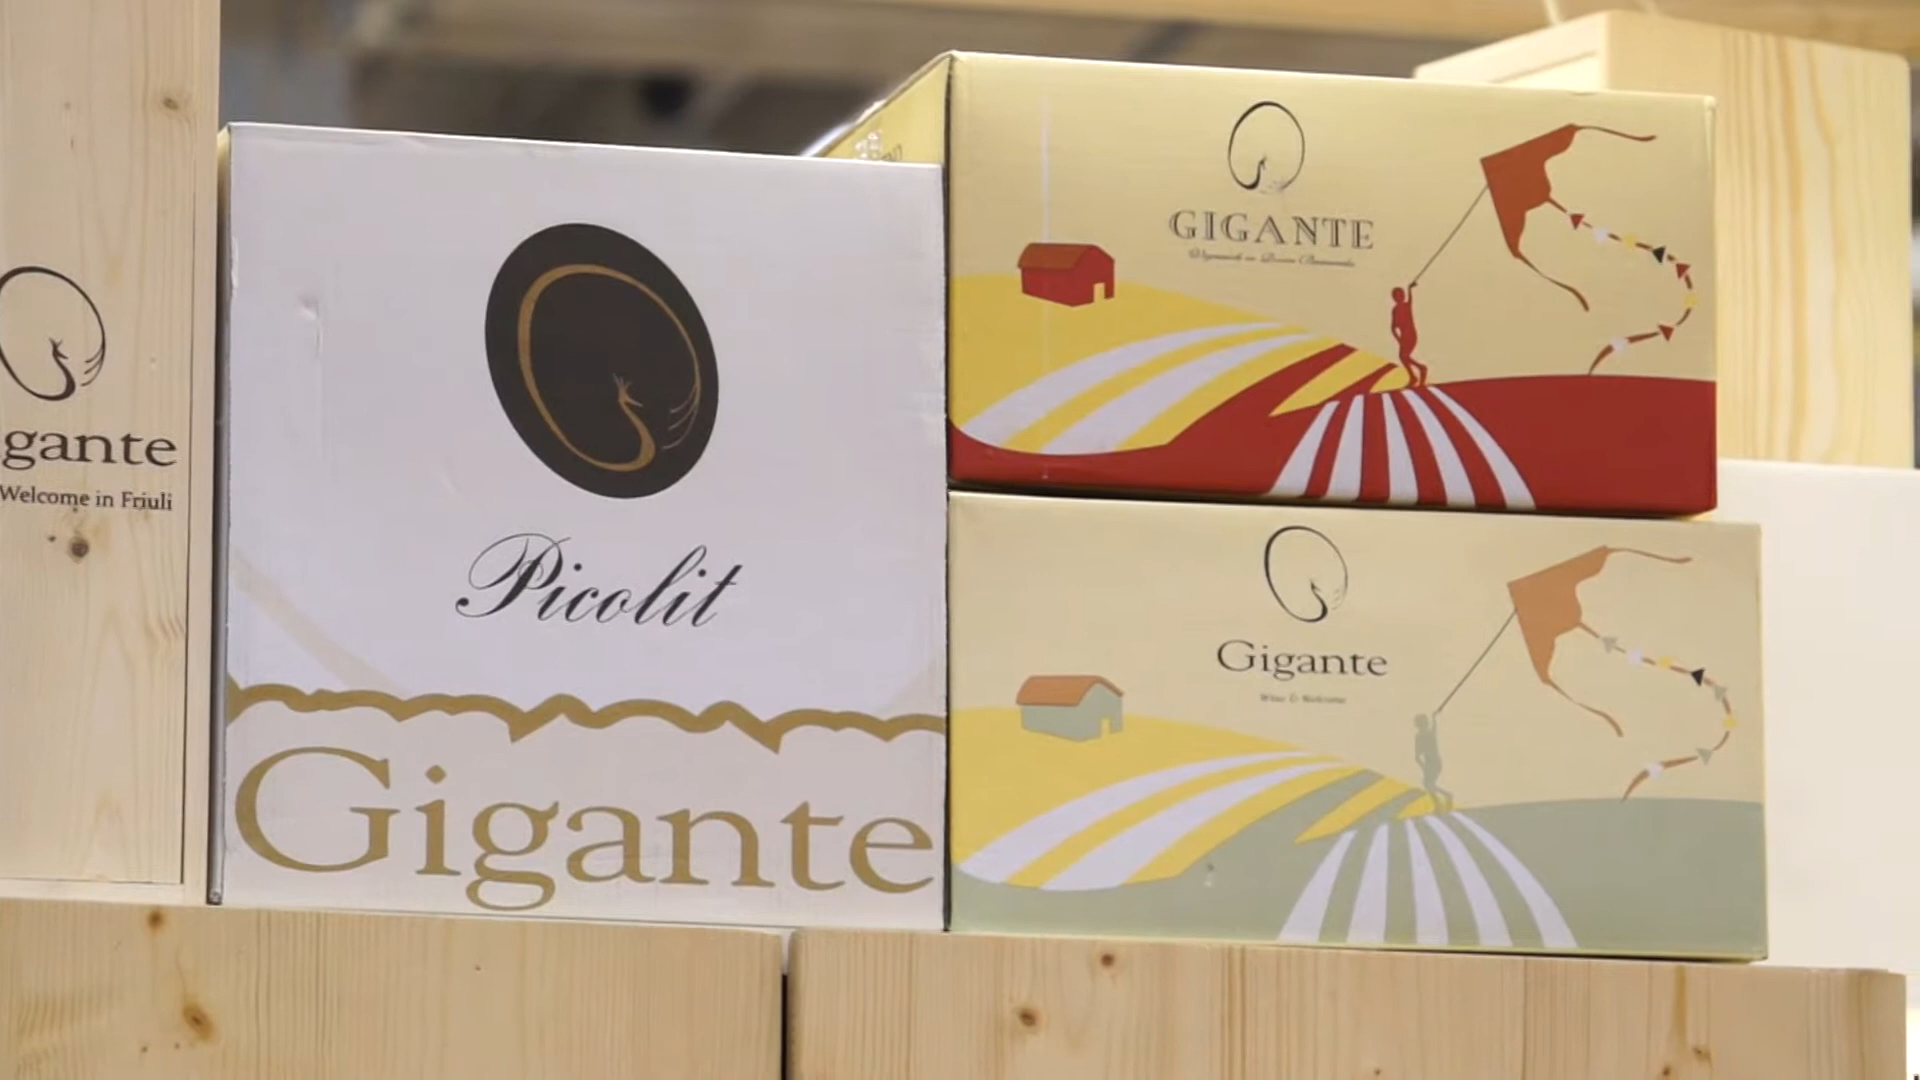 gante
Welcome in Friuli
Picolit
Gigante
GIGANTE
Gigante